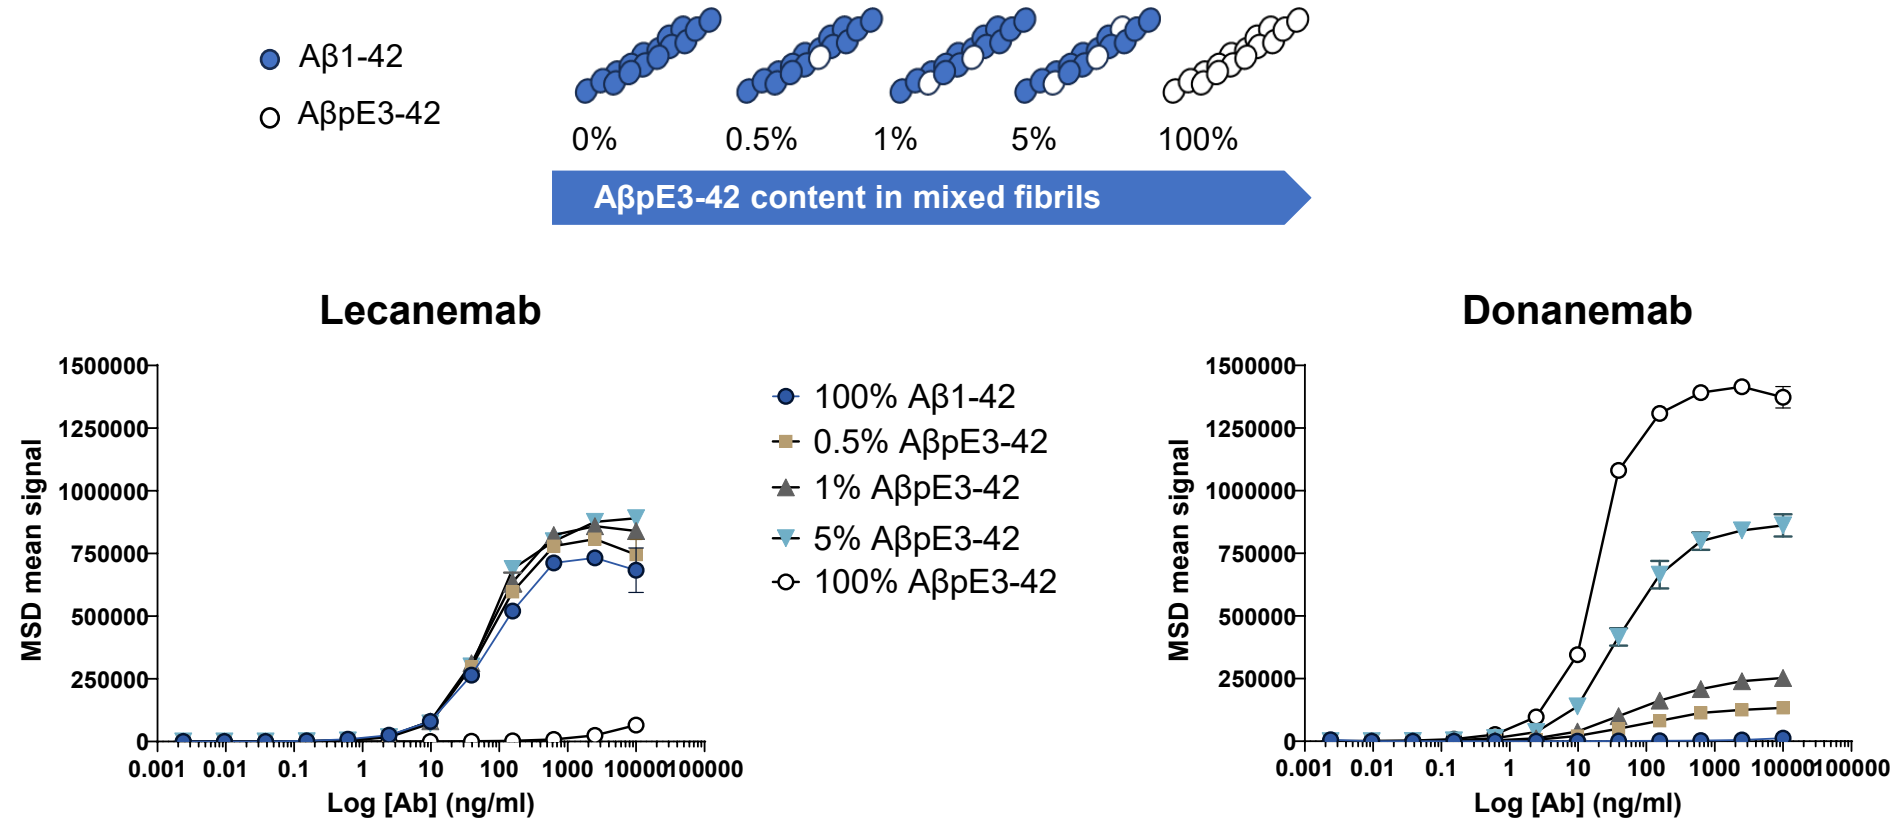 Aβ1-42
AβpE3-42
0% 0.5% 1% 5% 100%
AβpE3-42 content in mixed fibrils
Lecanemab
1500000
1250000
1000000
750000
500000
250000
0
MSD mean signal
0.001 0.01 0.1 1 10 100 1000 10000 100000
Log [Ab] (ng/ml)
100% Aβ1-42
0.5% AβpE3-42
1% AβpE3-42
5% AβpE3-42
100% AβpE3-42
Donanemab
1500000
1250000
1000000
750000
500000
250000
0
MSD mean signal
0.001 0.01 0.1 1 10 100 1000 10000 100000
Log [Ab] (ng/ml)